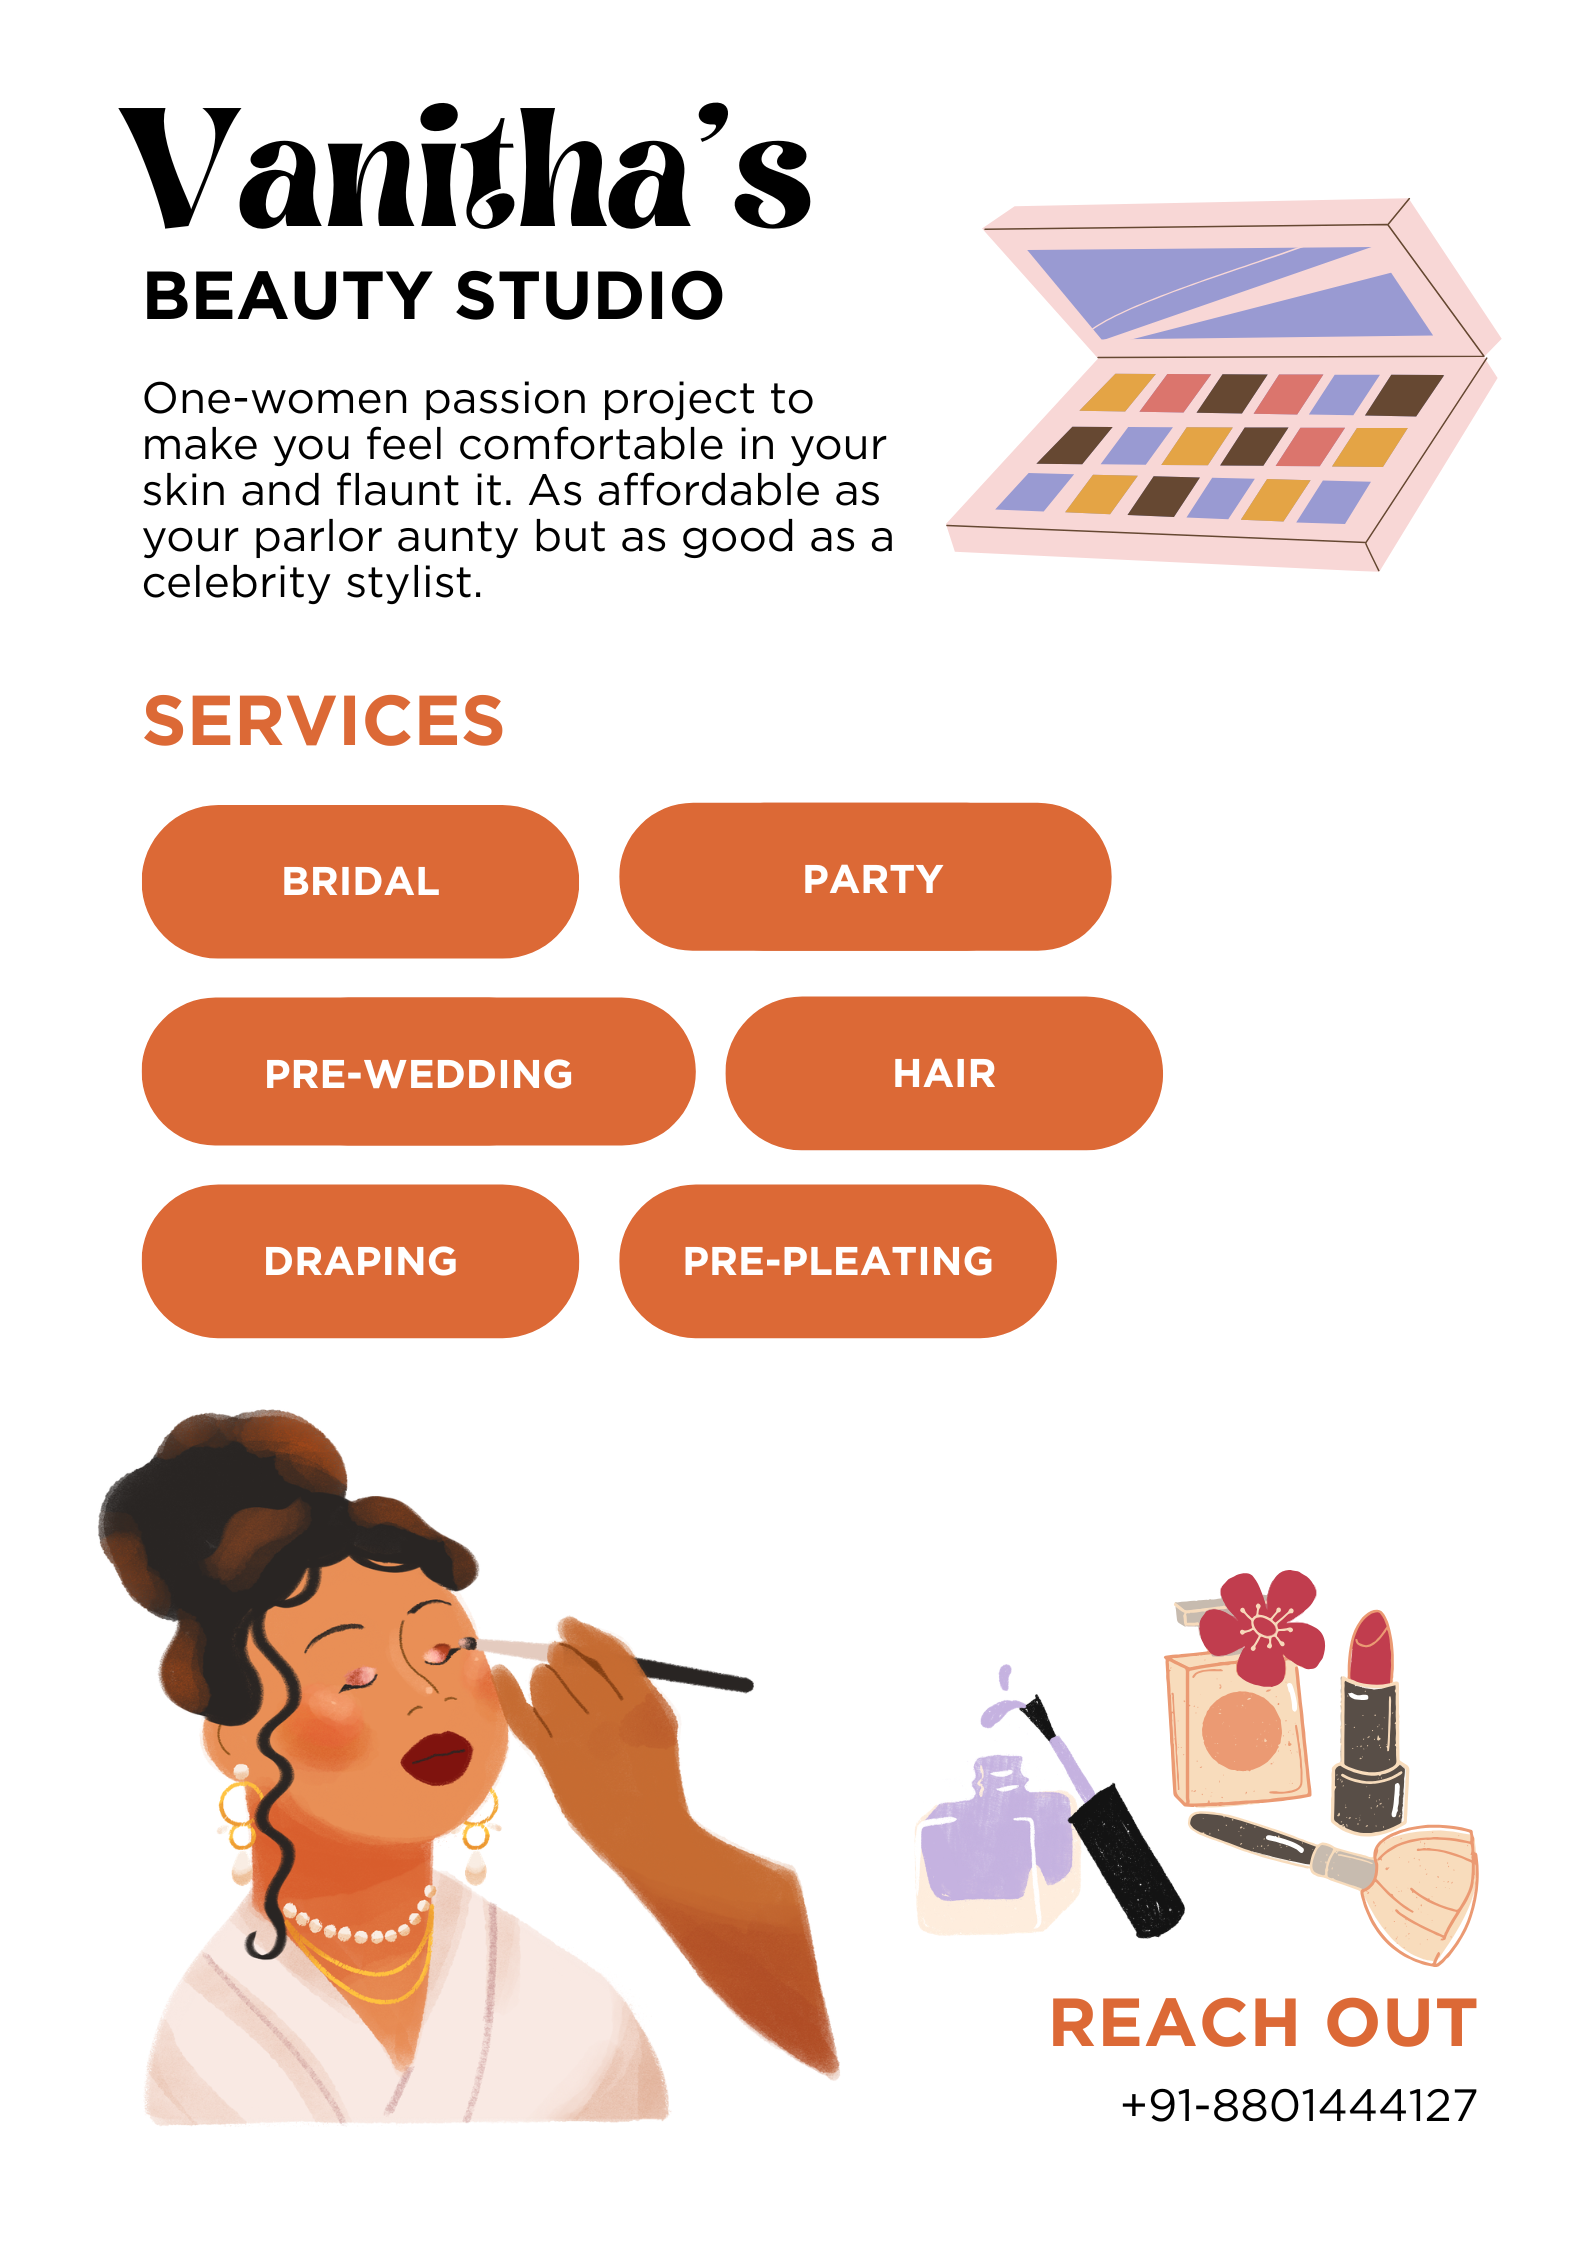 Vanitha’s
BEAUTY STUDIO
One-women passion project to
make you feel comfortable in your
skin and flaunt it. As affordable as
your parlor aunty but as good as a
celebrity stylist.
SERVICES
BRIDAL
PARTY
PRE-WEDDING
HAIR
DRAPING
PRE-PLEATING
REACH OUT
+91-8801444127